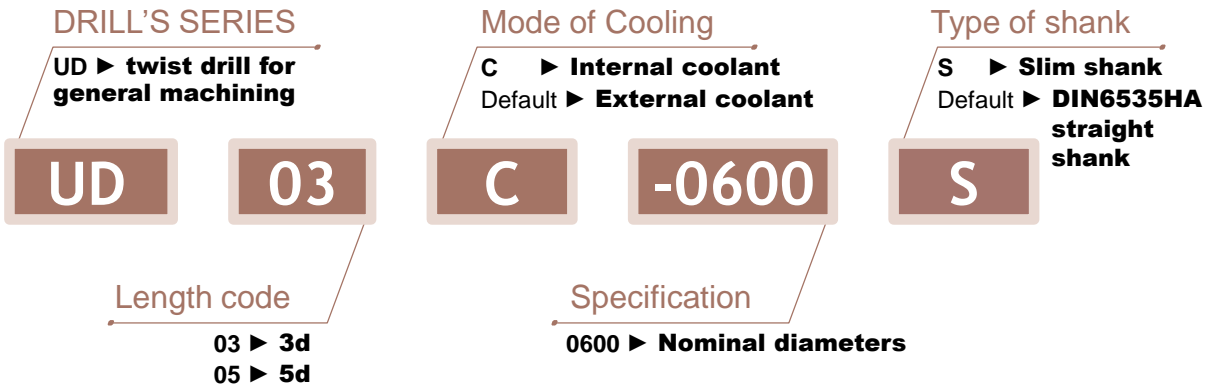 DRILL'S SERIES
UD ► twist drill for
general machining
Mode of Cooling
C ► Internal coolant
Default ► External coolant
Type of shank
S ► Slim shank
Default ► DIN6535HA
straight
shank
UD 03 C -0600 S
Length code
03 ► 3d
05 ► 5d
Specification
0600 ► Nominal diameters